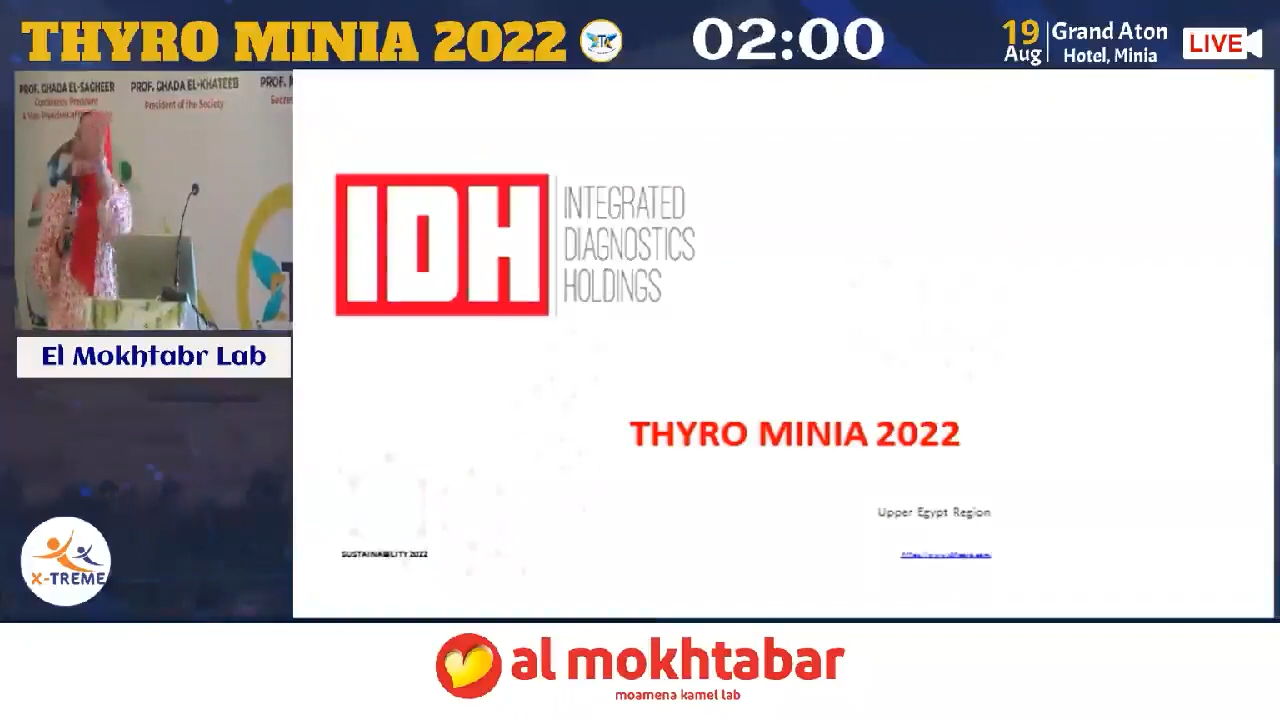 THYRO MINIA 2022
02:00
19
Aug
Grand Aton
Hotel, Minia
LIVE
PROF. GHADA EL-SAGHEER
PROF. GHADA EL-KHATEEB
PROF.
President of the Society
El Mokhtabr Lab
X-TREME
IDH
INTEGRATED
DIAGNOSTICS
HOLDINGS
THYRO MINIA 2022
Upper Egypt Region
SUSTAINABILITY 2022
al mokhtabar
moamena kamel lab